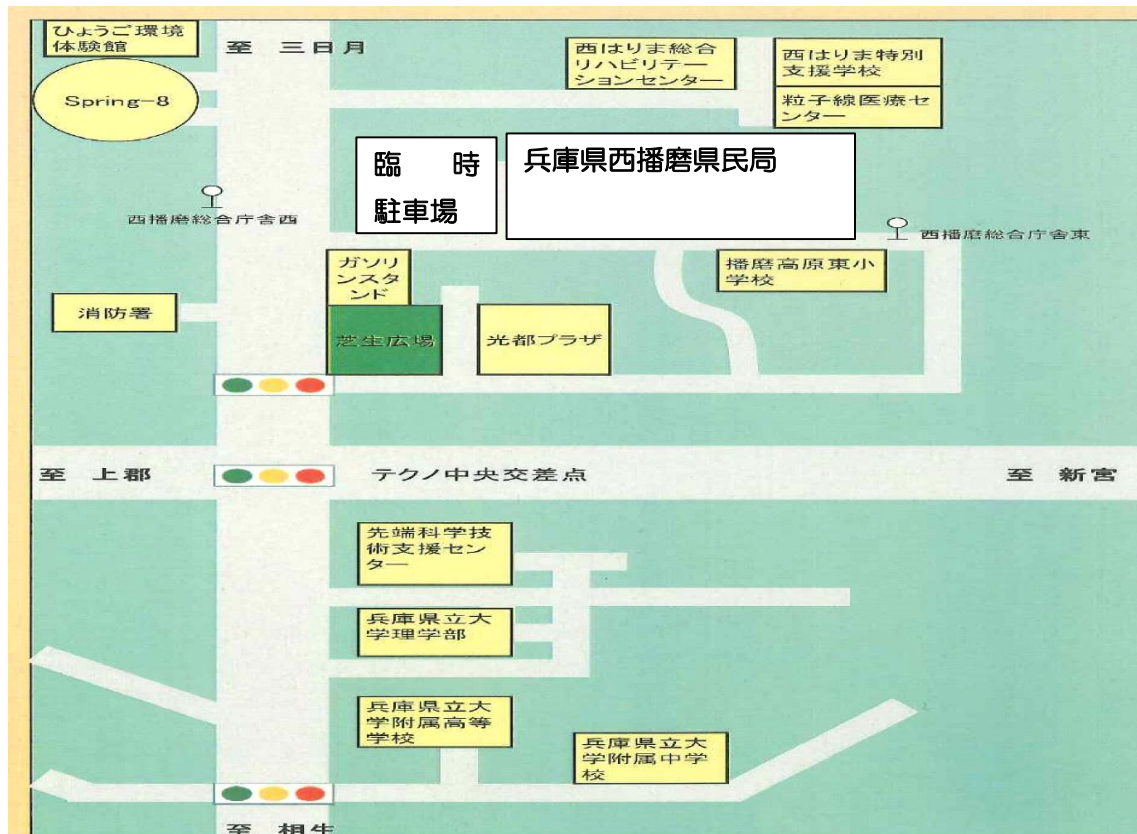 ひょうご環境
体験館
至 三日月
西はりま総合
リハビリテー
ションセンター
西はりま特別
支援学校
Spring-8
粒子線医療セ
ンター
臨 時
駐車場
兵庫県西播磨県民局
西播磨総合庁舎西
西播磨総合庁舎東
ガソリ
ンスタ
ンド
播磨高原東小
学校
消防署
芝生広場
光都プラザ
至 上郡
テクノ中央交差点
至 新宮
先端科学技
術支援セン
ター
兵庫県立大
学理学部
兵庫県立大
学附属高等
学校
兵庫県立大
学附属中学
校
至 相生